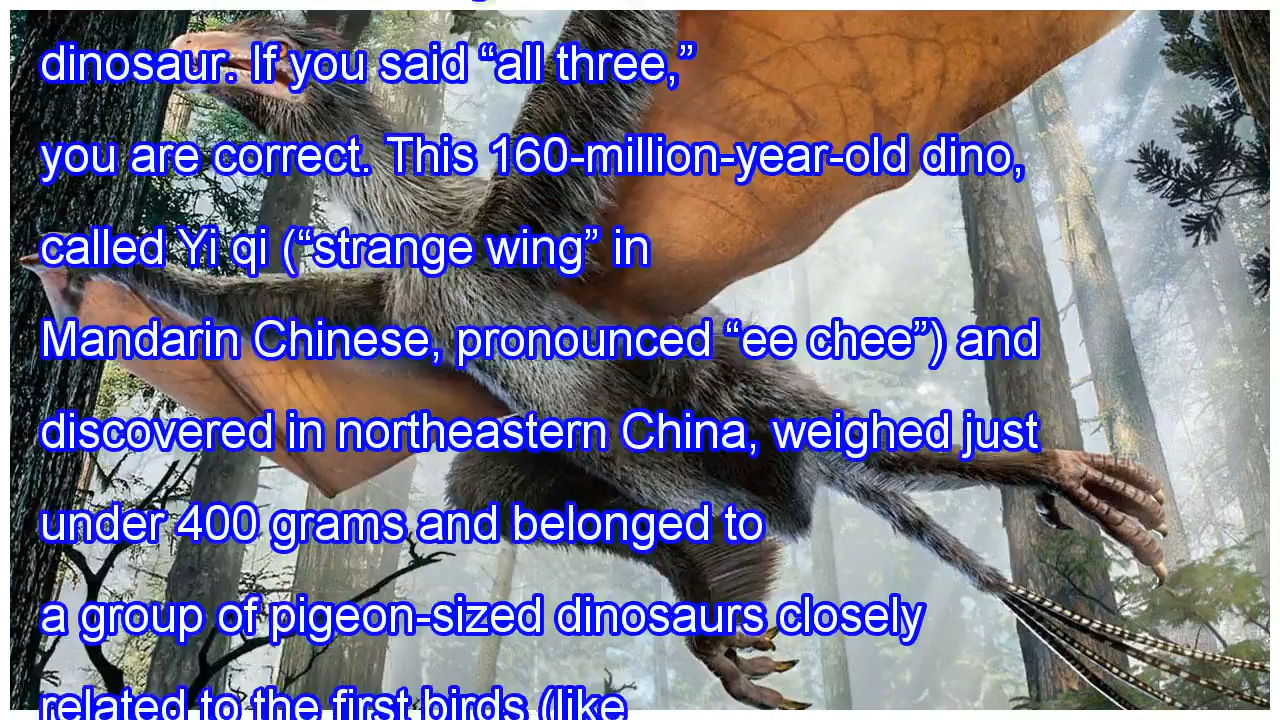 dinosaur. If you said “all three,”
you are correct. This 160-million-year-old dino,
called Yi qi (“strange wing” in
Mandarin Chinese, pronounced “ee chee”) and
discovered in northeastern China, weighed just
under 400 grams and belonged to
a group of pigeon-sized dinosaurs closely
related to the first birds (like